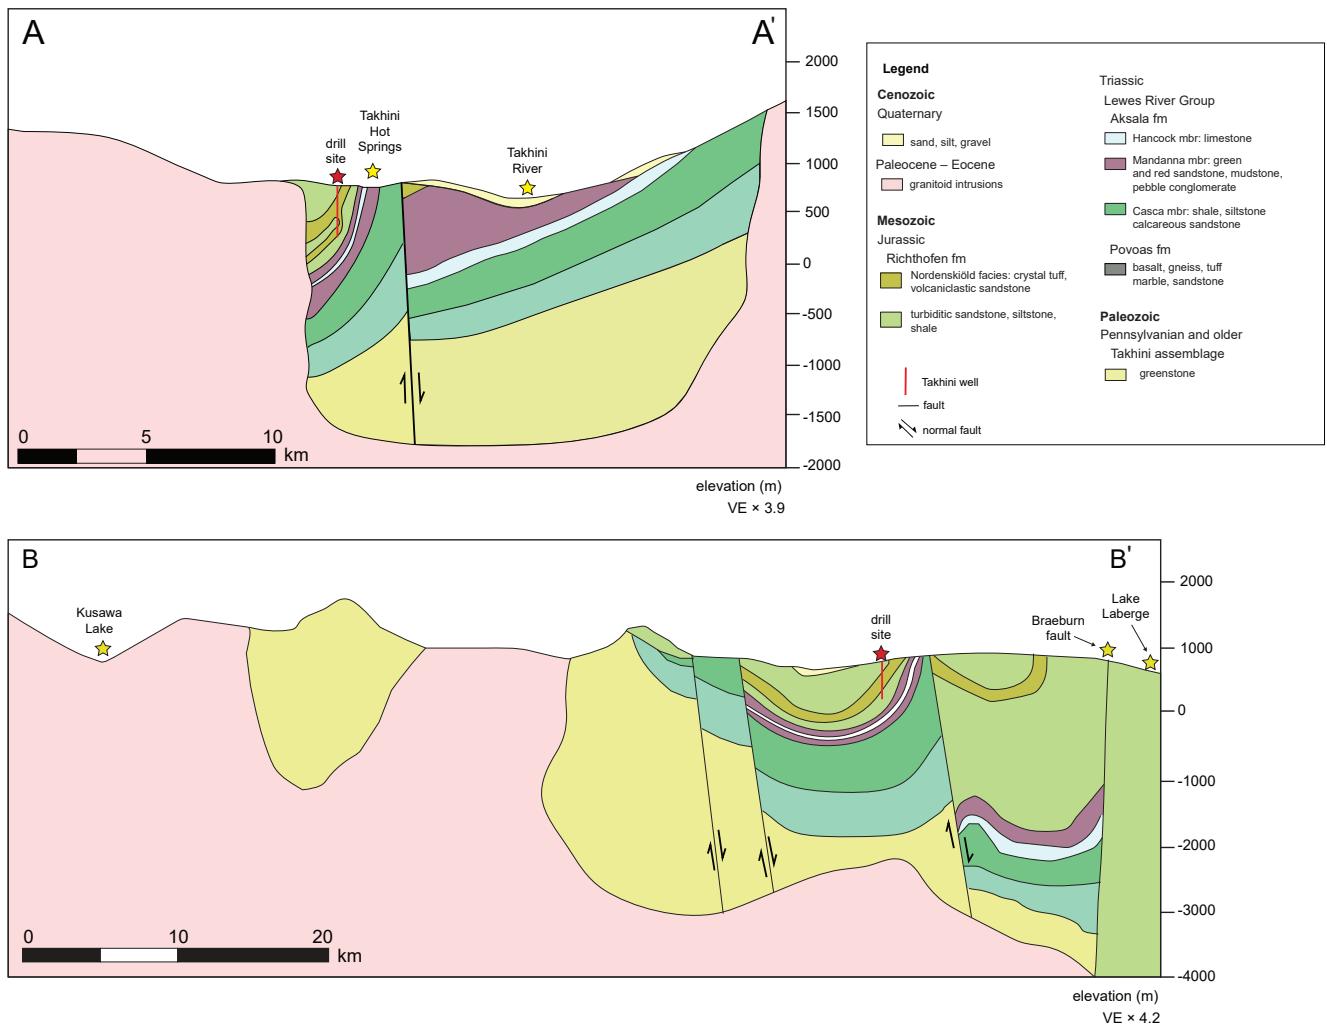 A
A'
Takhini
Hot
Springs
drill
site
Takhini
River
2000
1500
1000
500
0
-500
-1000
-1500
-2000
0
5
10
km
elevation (m)
VE × 3.9
Legend
Cenozoic
Quaternary
sand, silt, gravel
Paleocene – Eocene
granitoid intrusions
Mesozoic
Jurassic
Richthofen fm
Nordenskiöld facies: crystal tuff,
volcaniclastic sandstone
turbiditic sandstone, siltstone,
shale
Takhini well
fault
normal fault
Triassic
Lewes River Group
Aksala fm
Hancock mbr: limestone
Mandanna mbr: green
and red sandstone, mudstone,
pebble conglomerate
Casca mbr: shale, siltstone
calcareous sandstone
Povoas fm
basalt, gneiss, tuff
marble, sandstone
Paleozoic
Pennsylvanian and older
Takhini assemblage
greenstone
B
B'
Kusawa
Lake
drill
site
Braeburn
fault
Lake
Laberge
2000
1000
0
-1000
-2000
-3000
-4000
0
10
20
km
elevation (m)
VE × 4.2